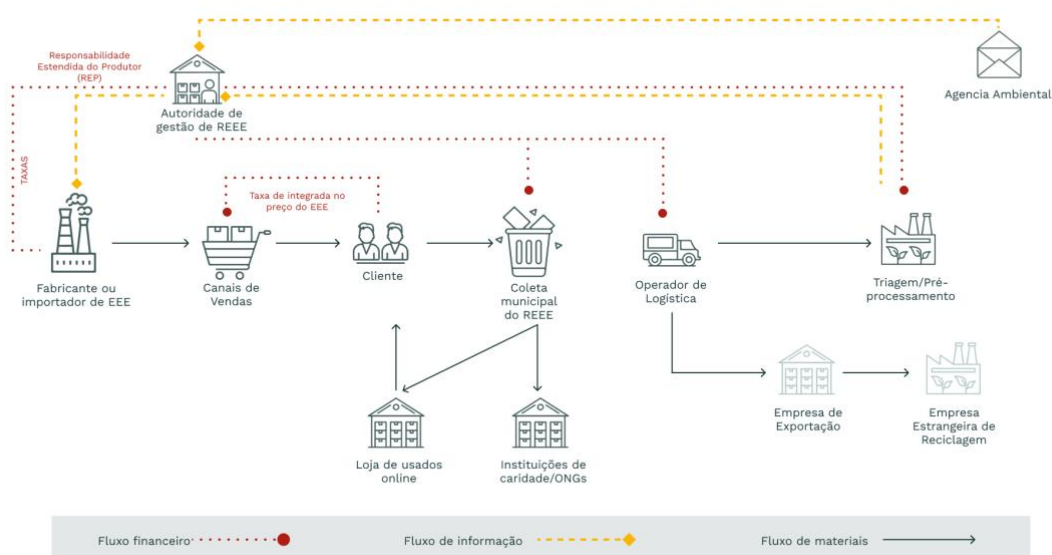 Responsabilidade
Estendida do Produtor
(REP)
Autoridade de
gestão de REEE
Agencia Ambiental
TAXAS
Taxa de integrada no
preço do EEE
Fabricante ou
importador de EEE
Canais de
Vendas
Cliente
Coleta
municipal
do REEE
Operador de
Logística
Triagem/Pré-
processamento
Loja de usados
online
Instituições de
caridade/ONGs
Empresa de
Exportação
Empresa
Estrangeira de
Reciclagem
Fluxo financeiro
Fluxo de informação
Fluxo de materiais